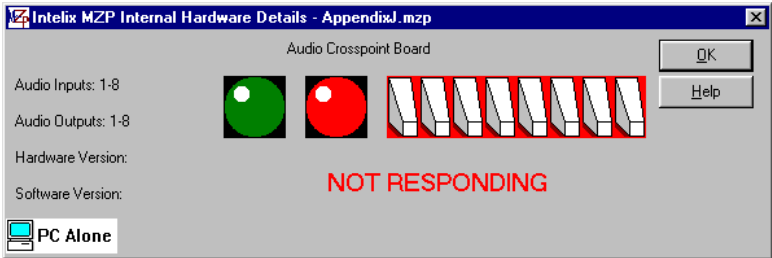 Intelix MZP Internal Hardware Details - AppendixJ.mzp
Audio Crosspoint Board
OK
Audio Inputs: 1-8
Help
Audio Outputs: 1-8
Hardware Version:
NOT RESPONDING
Software Version:
PC Alone